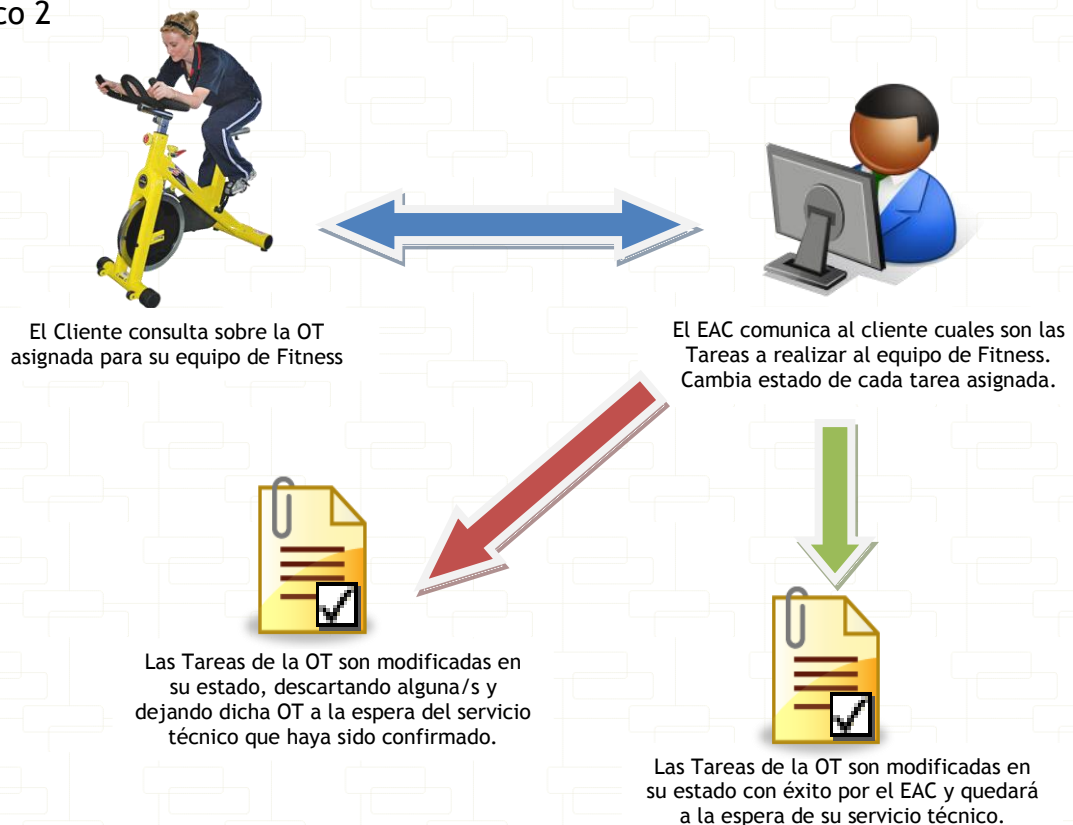 2
El Cliente consulta sobre la OT
asignada para su equipo de Fitness
El EAC comunica al cliente cuales son las
Tareas a realizar al equipo de Fitness.
Cambia estado de cada tarea asignada.
Las Tareas de la OT son modificadas en
su estado, descartando alguna/s y
dejando dicha OT a la espera del servicio
técnico que haya sido confirmado.
Las Tareas de la OT son modificadas en
su estado con éxito por el EAC y quedará
a la espera de su servicio técnico.